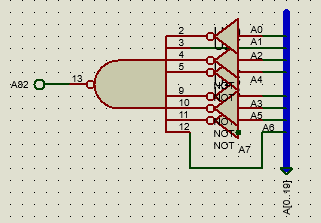 2 A0
3 A1
4 A2
5
A4
A82 13
NOT
9 NOT
10 A3
11 A5
NOT
12 NOT A6
NOT A7
A[0..19]